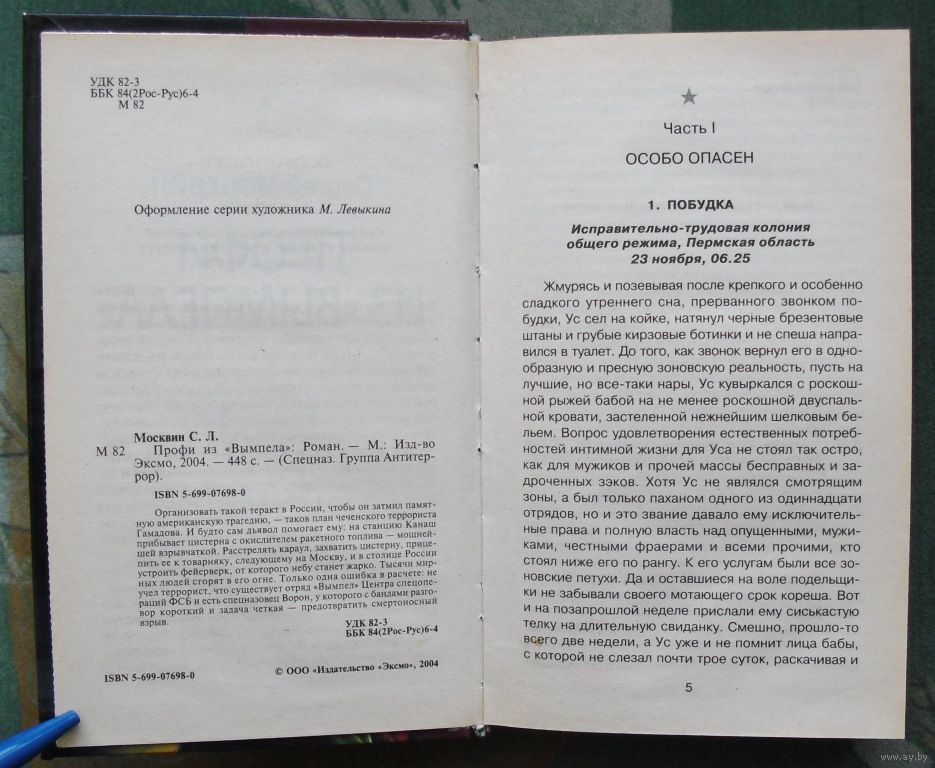 УДК 82-3
ББК 84(2Рос-Рус)6-4
М 82
Оформление серии художника М. Левыкина
Москвин С. Л.
М 82 Профи из «Вымпела»: Роман. — М.: Изд-во
Эксмо, 2004. — 448 с. — (Спецназ. Группа Антитер-
рор).
ISBN 5-699-07698-0
Организовать такой теракт в России, чтобы он затмил памят-
ную американскую трагедию, — таков план чеченского террориста
Гамадова. И будто сам дьявол помогает ему: на станцию Канаш
прибывает цистерна с окислителем ракетного топлива — мощней-
шей взрывчаткой. Расстрелять караул, захватить цистерну, прице-
пить ее к товарняку, следующему на Москву, и в столице России
устроить фейерверк, от которого небу станет жарко. Тысячи мир-
ных людей сгорят в его огне. Только одна ошибка в расчете: не
учел террорист, что существует отряд «Вымпел» Центра спецопе-
раций ФСБ и есть спецназовец Ворон, у которого с бандами разго-
вор короткий и задача четкая — предотвратить смертоносный
взрыв.
УДК 82-3
ББК 84(2Рос-Рус)6-4
ISBN 5-699-07698-0
© ООО «Издательство «Эксмо», 2004
Часть I
ОСОБО ОПАСЕН
1. ПОБУДКА
Исправительно-трудовая колония
общего режима, Пермская область
23 ноября, 06.25
Жмурясь и позевывая после крепкого и особенно
сладкого утреннего сна, прерванного звонком по-
будки, Ус сел на койке, натянул черные брезентовые
штаны и грубые кирзовые ботинки и не спеша напра-
вился в туалет. До того, как звонок вернул его в одно-
образную и пресную зоновскую реальность, пусть на
лучшие, но все-таки нары, Ус кувыркался с роскош-
ной рыжей бабой на не менее роскошной двуспаль-
ной кровати, застеленной нежнейшим шелковым бе-
льем. Вопрос удовлетворения естественных потреб-
ностей интимной жизни для Уса не стоял так остро,
как для мужиков и прочей массы бесправных и за-
дроченных зэков. Хотя Ус не являлся смотрящим
зоны, а был только паханом одного из одиннадцати
отрядов, но и это звание давало ему исключитель-
ные права и полную власть над опущенными, мужи-
ками, честными фраерами и всеми прочими, кто
стоял ниже его по рангу. К его услугам были все зо-
новские петухи. Да и оставшиеся на воле подельщи-
ки не забывали своего мотающего срок кореша. Вот
и на позапрошлой неделе прислали ему сиськастую
телку на длительную свиданку. Смешно, прошло-то
всего две недели, а Ус уже и не помнит лица бабы,
с которой не слезал почти трое суток, раскачивая и
5
www.ay.by